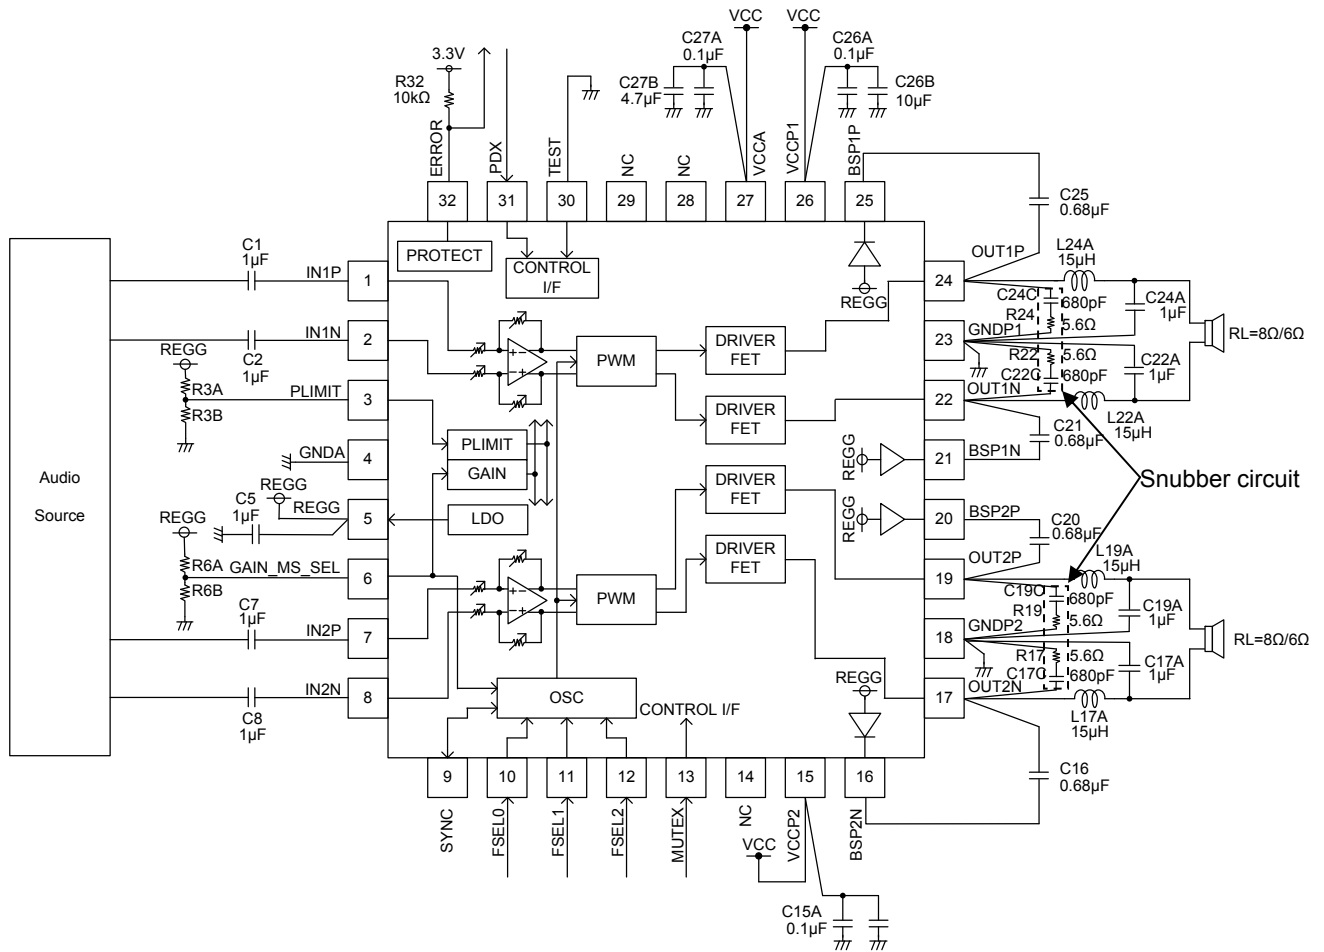 VCC
VCC
C27A
0.1µF
C26A
0.1µF
3.3V
R32
10kΩ
C27B
4.7µF
C26B
10µF
ERROR
PDX
TEST
NC
NC
VCCA
VCCP1
BSP1P
32
31
30
29
28
27
26
25
C25
0.68µF
Audio
Source
C1
1µF
IN1P
1
PROTECT
CONTROL
I/F
REGG
24
OUT1P
L24A
15µH
C24C
680pF
C24A
1µF
R24
5.6Ω
C2
1µF
IN1N
2
PWM
DRIVER
FET
23
GNDP1
RL=8Ω/6Ω
REGG
R3A
R3B
PLIMIT
3
DRIVER
FET
22
R22
5.6Ω
C22C
680pF
C22A
1µF
OUT1N
L22A
15µH
C21
0.68µF
GNDA
4
PLIMIT
GAIN
REGG
21
BSP1N
Snubber circuit
REGG
C5
1µF
REGG
5
LDO
DRIVER
FET
REGG
20
BSP2P
C20
0.68µF
REGG
R6A
R6B
GAIN_MS_SEL
6
DRIVER
FET
19
OUT2P
L19A
15µH
C19C
680pF
C19A
1µF
R19
5.6Ω
C7
1µF
IN2P
7
PWM
18
GNDP2
RL=8Ω/6Ω
R17
5.6Ω
C17C
680pF
C17A
1µF
C8
1µF
IN2N
8
OSC
CONTROL I/F
REGG
17
OUT2N
L17A
15µH
9
10
11
12
13
14
15
16
C16
0.68µF
SYNC
FSEL0
FSEL1
FSEL2
MUTEX
NC
VCCP2
BSP2N
VCC
C15A
0.1µF